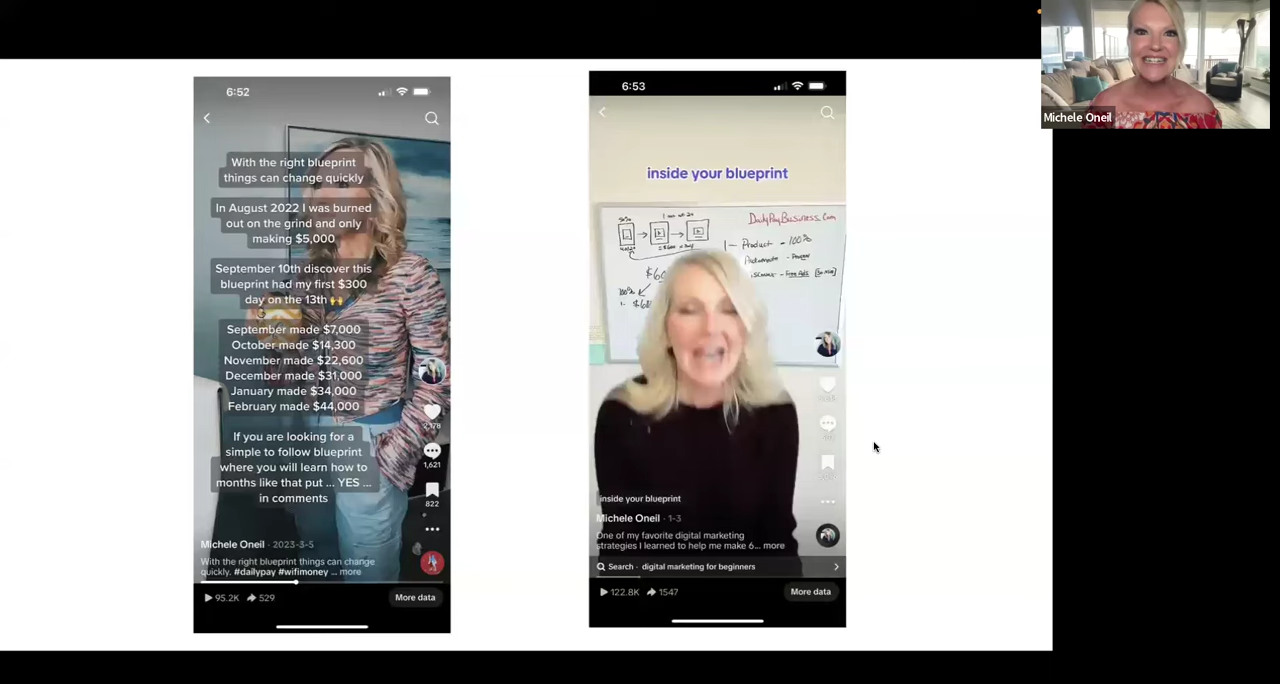 6:52
With the right blueprint
things can change quickly
In August 2022 I was burned
out on the grind and only
making $5,000
September 10th discover this
blueprint had my first $300
day on the 13th 🙌
September made $7,000
October made $14,300
November made $22,600
December made $31,000
January made $34,000
February made $44,000
If you are looking for a
simple to follow blueprint
where you will learn how to
months like that put ... YES ...
in comments
2,178
1,621
822
Michele Oneil · 2023-3-5
With the right blueprint things can change
quickly. #dailypay #wifimoney ... more
95.2K
529
More data
6:53
inside your blueprint
DailyPayBusiness.Com
Product - 100%
inside your blueprint
Michele Oneil · 1-3
One of my favorite digital marketing
strategies I learned to help me make 6... more
Search · digital marketing for beginners
122.8K
1547
More data
Michele Oneil